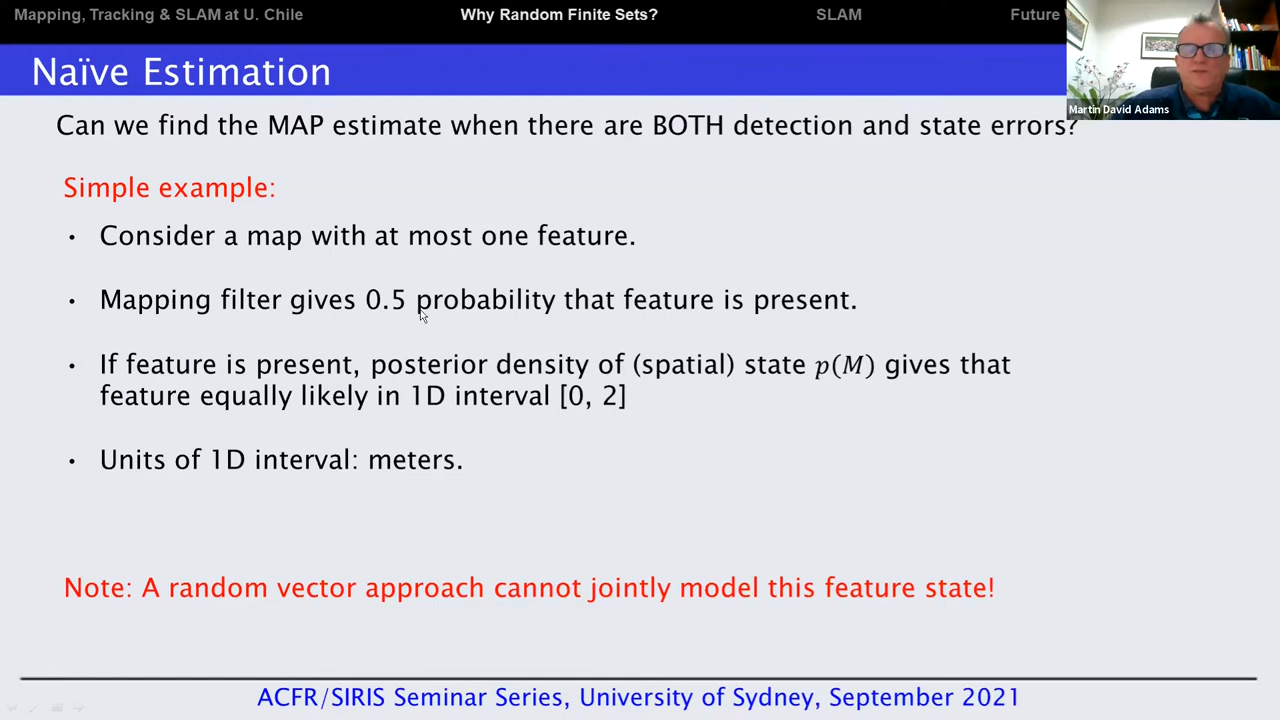 Mapping, Tracking & SLAM at U. Chile Why Random Finite Sets? SLAM Future
Naïve Estimation
Martin David Adams
Can we find the MAP estimate when there are BOTH detection and state errors?
Simple example:
• Consider a map with at most one feature.
• Mapping filter gives 0.5 probability that feature is present.
• If feature is present, posterior density of (spatial) state p(M) gives that
feature equally likely in 1D interval [0, 2]
• Units of 1D interval: meters.
Note: A random vector approach cannot jointly model this feature state!
ACFR/SIRIS Seminar Series, University of Sydney, September 2021